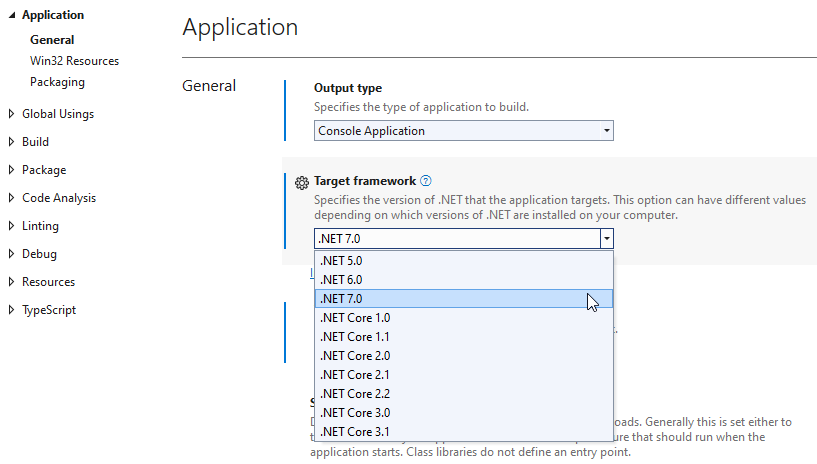 Application
General
Win32 Resources
Packaging
Global Usings
Build
Package
Code Analysis
Linting
Debug
Resources
TypeScript
Application
General
Output type
Specifies the type of application to build.
Console Application
Target framework
Specifies the version of .NET that the application targets. This option can have different values
depending on which versions of .NET are installed on your computer.
.NET 7.0
.NET 5.0
.NET 6.0
.NET 7.0
.NET Core 1.0
.NET Core 1.1
.NET Core 2.0
.NET Core 2.1
.NET Core 2.2
.NET Core 3.0
.NET Core 3.1
Generally this is set either to
that should run when the
application starts. Class libraries do not define an entry point.